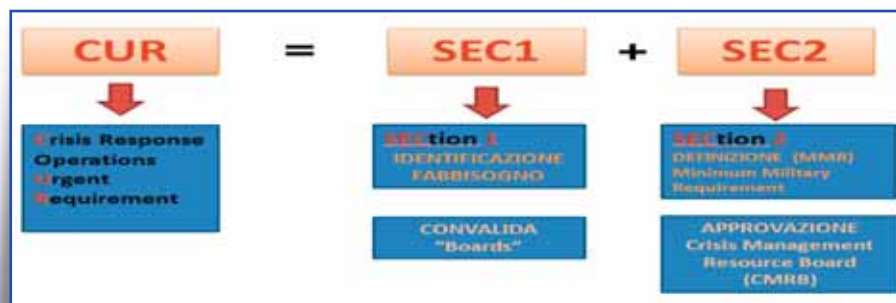 CUR = SEC1 + SEC2
Crisis Response
Operations
Urgent
Requirement
SECtion 1
IDENTIFICAZIONE
FABBISOGNO
CONVALIDA
"Boards"
SECtion 2
DEFINIZIONE (MMR)
Minimum Military
Requirement
APPROVAZIONE
Crisis Management
Resource Board
(CMRB)